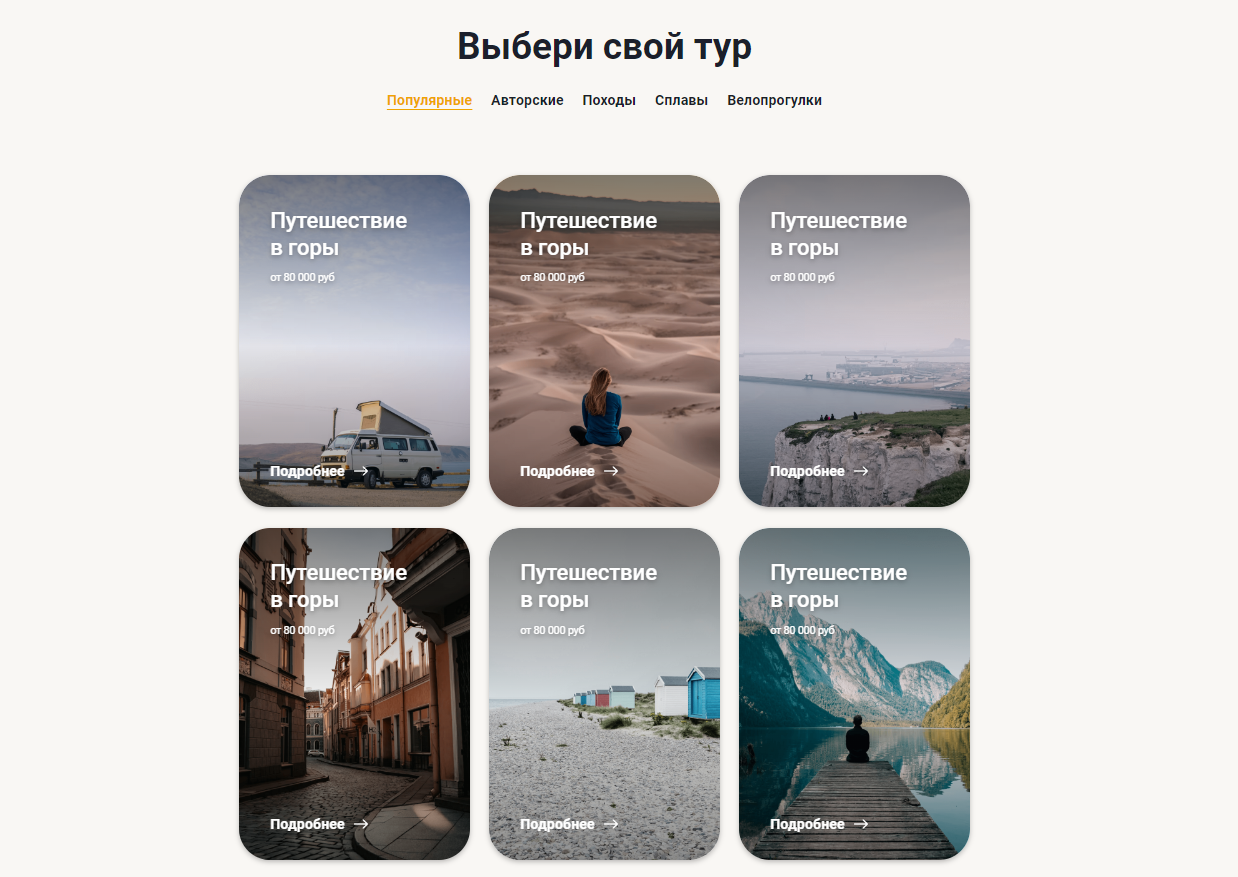 Выбери свой тур
Популярные Авторские Походы Сплавы Велопрогулки
Путешествие
в горы
от 80 000 руб
Подробнее
Путешествие
в горы
от 80 000 руб
Подробнее
Путешествие
в горы
от 80 000 руб
Подробнее
Путешествие
в горы
от 80 000 руб
Подробнее
Путешествие
в горы
от 80 000 руб
Подробнее
Путешествие
в горы
от 80 000 руб
Подробнее